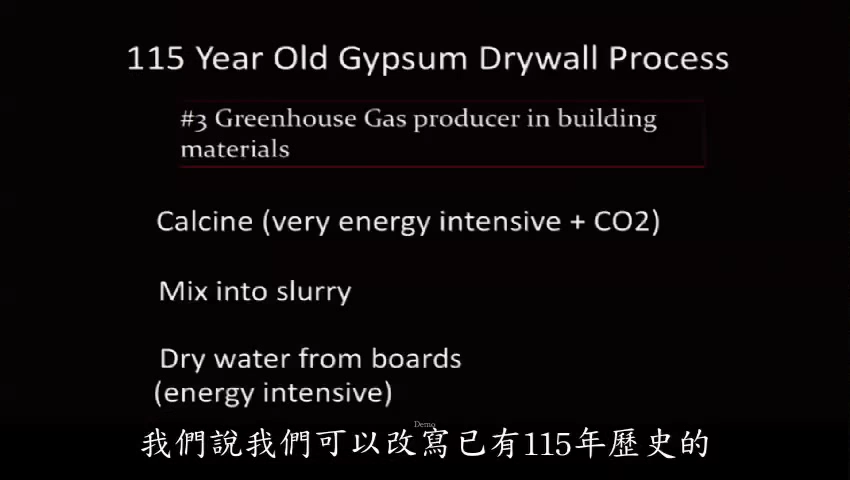 115 Year Old Gypsum Drywall Process
#3 Greenhouse Gas producer in building
materials
Calcine (very energy intensive + CO2)
Mix into slurry
Dry water from boards
(energy intensive)
Demo
我們說我們可以改寫已有115年歷史的